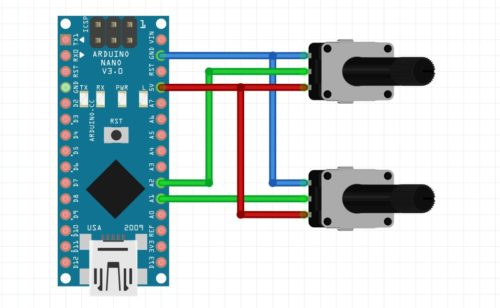 ICSP
1
TX1 VIN
RX0 ARDUINO GND
NANO
RST V3.0 RST
GND 5V
TX RX PWR L
D2 A7
D3 A6
ARDUINO.CC
RST
D4 A5
D5 A4
D6 A3
D7 A2
D8 A1
D9 A0
D10 USA 2009 REF
D11 3V3
D12 D13